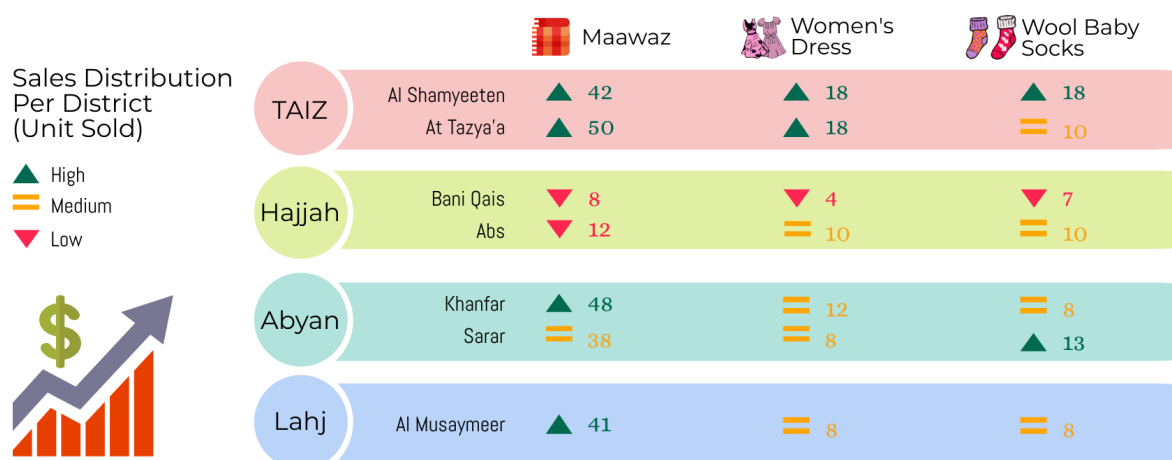 Maawaz
Women's
Dress
Wool Baby
Socks
Sales Distribution
Per District
(Unit Sold)
High
Medium
Low
TAIZ
Al Shamyeeten 42 18 18
At Tazya'a 50 18 10
Hajjah
Bani Qais 8 4 7
Abs 12 10 10
Abyan
Khanfar 48 12 8
Sarar 38 8 13
Lahj
Al Musaymeer 41 8 8
$